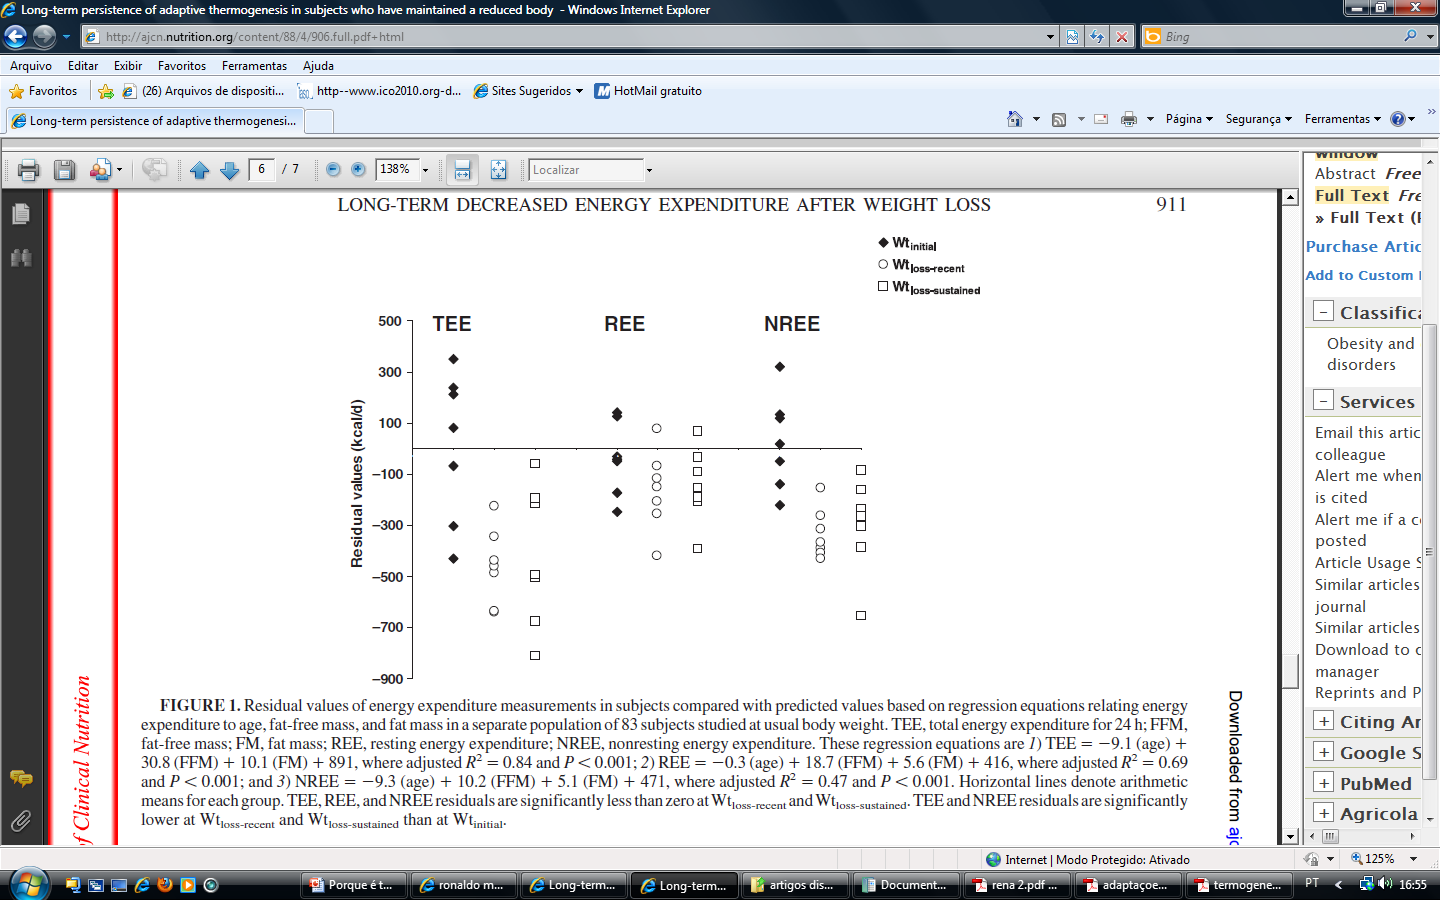 Long-term persistence of adaptive thermogenesis in subjects who have maintained a reduced body - Windows Internet Explorer
http://ajcn.nutrition.org/content/88/4/906.full.pdf+html
Bing
Arquivo Editar Exibir Favoritos Ferramentas Ajuda
Favoritos (26) Arquivos de dispositi... http--www.ico2010.org-d... Sites Sugeridos HotMail gratuito
Long-term persistence of adaptive thermogenesi... Página Segurança Ferramentas
6 / 7 138% Localizar
LONG-TERM DECREASED ENERGY EXPENDITURE AFTER WEIGHT LOSS 911
Wtinitial
Wtloss-recent
Wtloss-sustained
TEE REE NREE
500
300
100
−100
−300
−500
−700
−900
Residual values (kcal/d)
FIGURE 1. Residual values of energy expenditure measurements in subjects compared with predicted values based on regression equations relating energy
expenditure to age, fat-free mass, and fat mass in a separate population of 83 subjects studied at usual body weight. TEE, total energy expenditure for 24 h; FFM,
fat-free mass; FM, fat mass; REE, resting energy expenditure; NREE, nonresting energy expenditure. These regression equations are 1) TEE = −9.1 (age) +
30.8 (FFM) + 10.1 (FM) + 891, where adjusted R² = 0.84 and P < 0.001; 2) REE = −0.3 (age) + 18.7 (FFM) + 5.6 (FM) + 416, where adjusted R² = 0.69
and P < 0.001; and 3) NREE = −9.3 (age) + 10.2 (FFM) + 5.1 (FM) + 471, where adjusted R² = 0.47 and P < 0.001. Horizontal lines denote arithmetic
means for each group. TEE, REE, and NREE residuals are significantly less than zero at Wtloss-recent and Wtloss-sustained. TEE and NREE residuals are significantly
lower at Wtloss-recent and Wtloss-sustained than at Wtinitial.
of Clinical Nutrition
Downloaded from ajc
window
Abstract Free
Full Text Fre
» Full Text (
Purchase Artic
Add to Custom
Classifica
Obesity and
disorders
Services
Email this artic
colleague
Alert me when
is cited
Alert me if a co
posted
Article Usage S
Similar articles
journal
Similar articles
Download to c
manager
Reprints and P
Citing Ar
Google S
PubMed
Agricola
Internet | Modo Protegido: Ativado 125%
Porque é t... ronaldo m... Long-term... Long-term... artigos dis... Document... rena 2.pdf ... adaptaçoe... termogene... PT 16:55